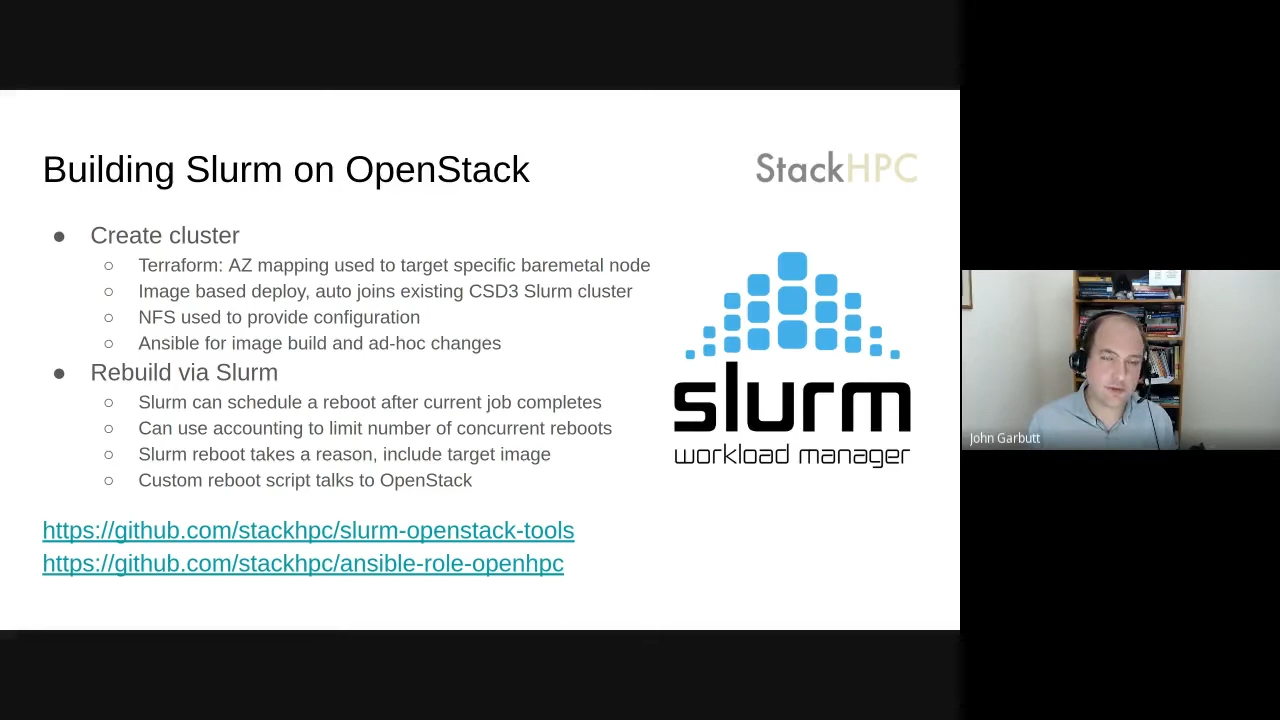 Building Slurm on OpenStack
StackHPC
● Create cluster
○ Terraform: AZ mapping used to target specific baremetal node
○ Image based deploy, auto joins existing CSD3 Slurm cluster
○ NFS used to provide configuration
○ Ansible for image build and ad-hoc changes
● Rebuild via Slurm
○ Slurm can schedule a reboot after current job completes
○ Can use accounting to limit number of concurrent reboots
○ Slurm reboot takes a reason, include target image
○ Custom reboot script talks to OpenStack
https://github.com/stackhpc/slurm-openstack-tools
https://github.com/stackhpc/ansible-role-openhpc
slurm
workload manager
John Garbutt